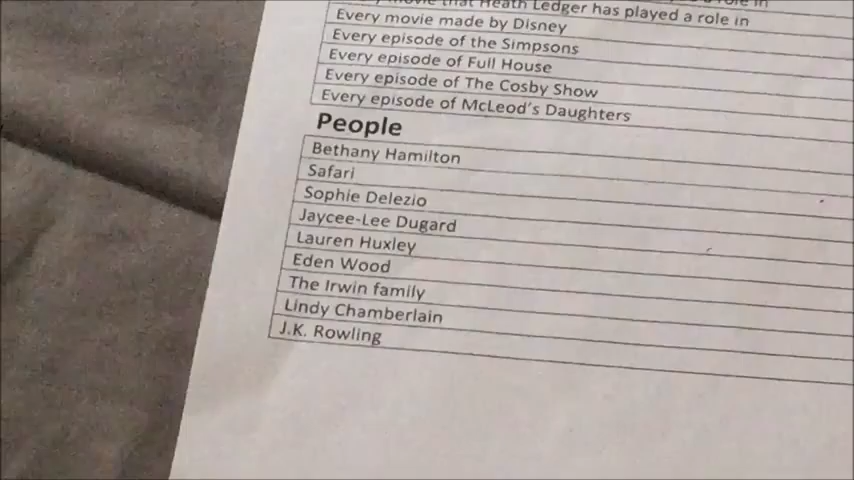 movie that Heath Ledger has played a role in
Every movie made by Disney
Every episode of the Simpsons
Every episode of Full House
Every episode of The Cosby Show
Every episode of McLeod's Daughters
People
Bethany Hamilton
Safari
Sophie Delezio
Jaycee-Lee Dugard
Lauren Huxley
Eden Wood
The Irwin family
Lindy Chamberlain
J.K. Rowling